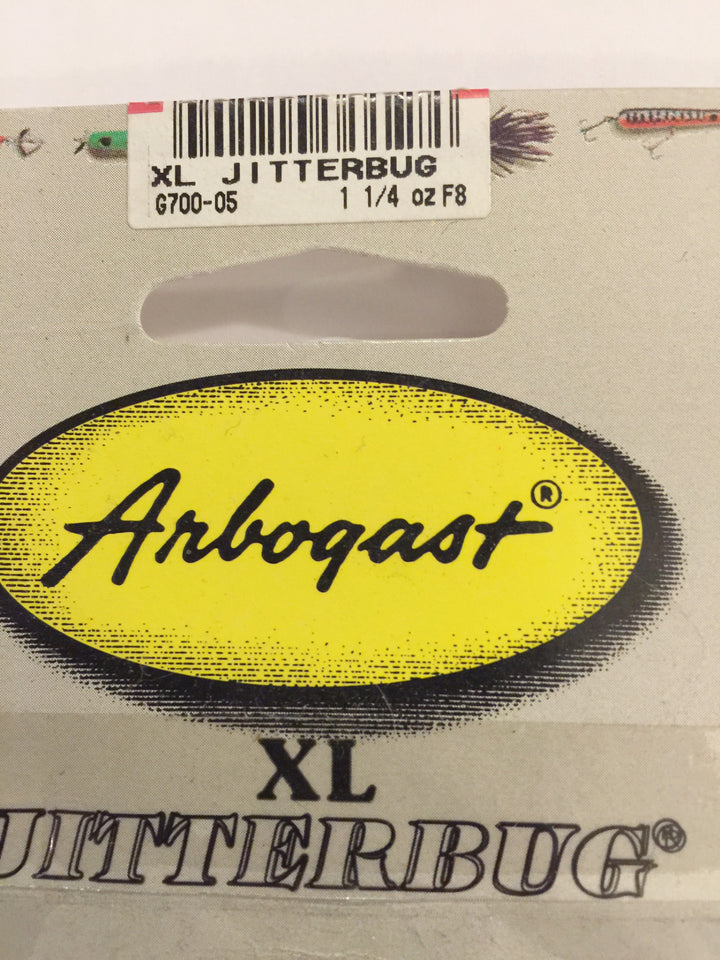 XL JITTERBUG
G700-05 1 1/4 oz F8
Arbogast®
XL
JITTERBUG®